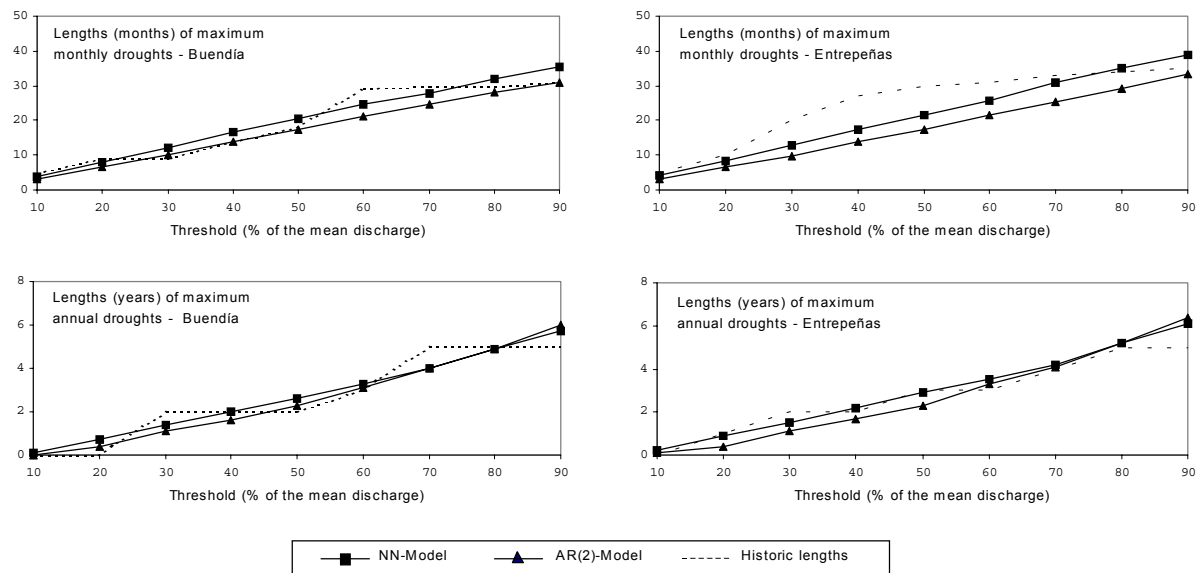 50
40
30
20
10
0
Lengths (months) of maximum
monthly droughts - Buendía
10 20 30 40 50 60 70 80 90
Threshold (% of the mean discharge)
50
40
30
20
10
0
Lengths (months) of maximum
monthly droughts - Entrepeñas
10 20 30 40 50 60 70 80 90
Threshold (% of the mean discharge)
8
6
4
2
0
Lengths (years) of maximum
annual droughts - Buendía
10 20 30 40 50 60 70 80 90
Threshold (% of the mean discharge)
8
6
4
2
0
Lengths (years) of maximum
annual droughts - Entrepeñas
10 20 30 40 50 60 70 80 90
Threshold (% of the mean discharge)
NN-Model AR(2)-Model Historic lengths